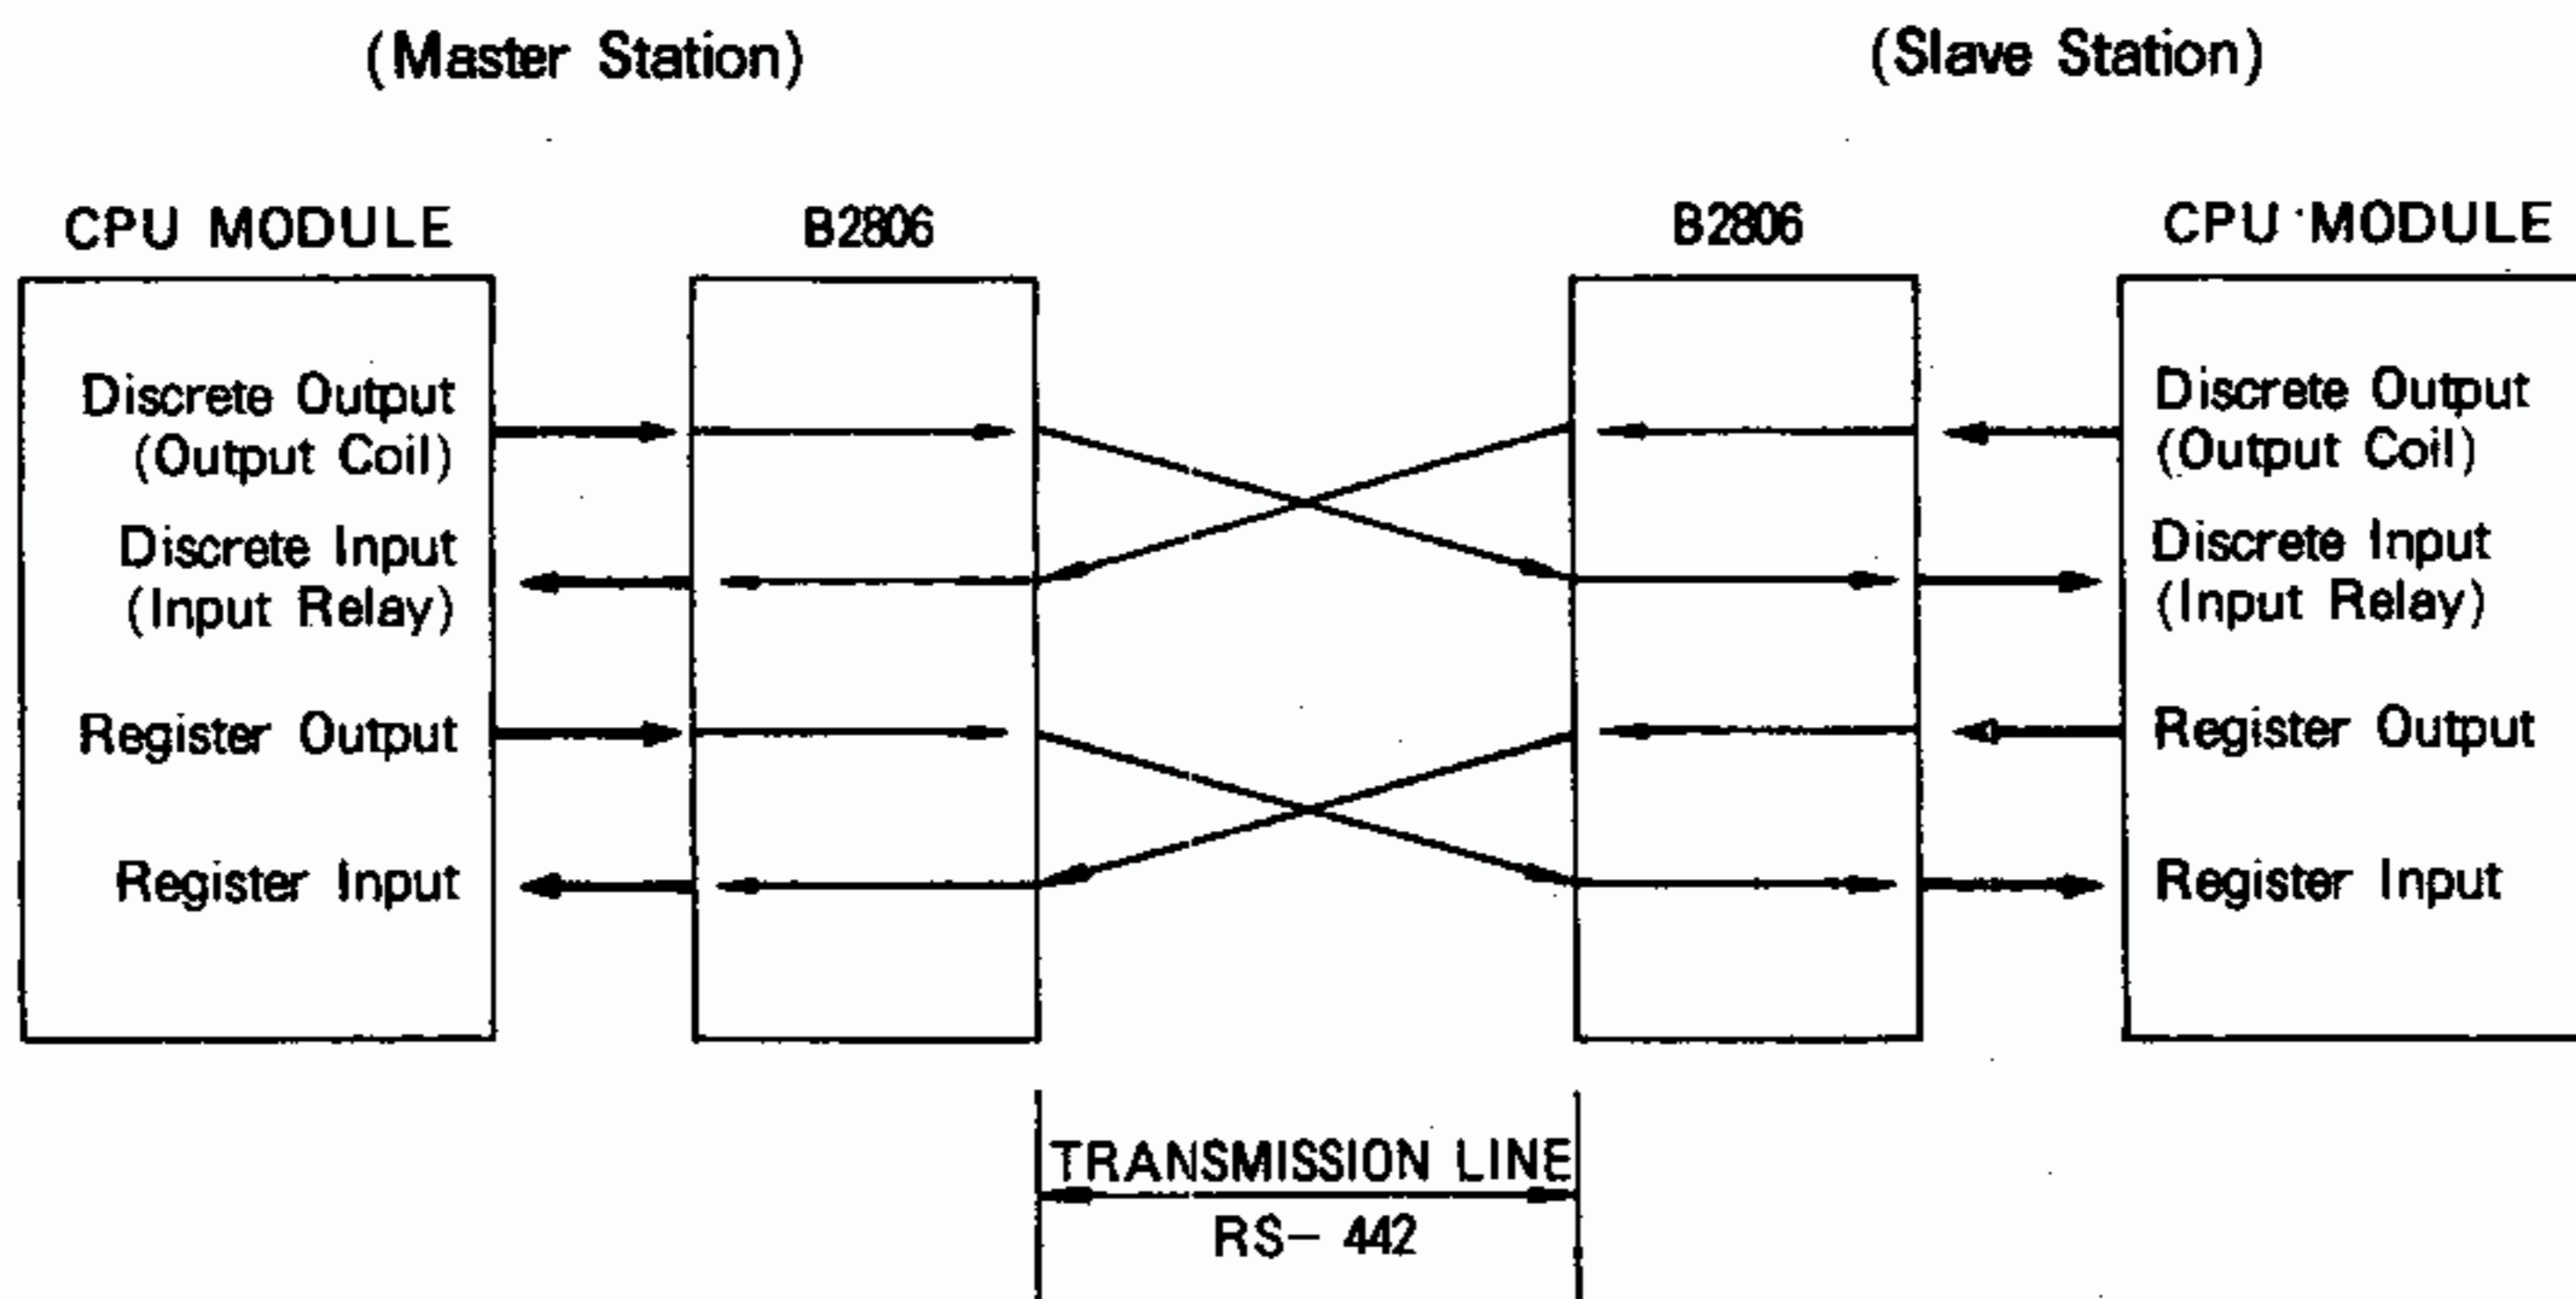 (Master Station)
(Slave Station)
CPU MODULE
B2806
B2806
CPU MODULE
Discrete Output
(Output Coil)
Discrete Input
(Input Relay)
Register Output
Register Input
Discrete Output
(Output Coil)
Discrete Input
(Input Relay)
Register Output
Register Input
TRANSMISSION LINE
RS- 442